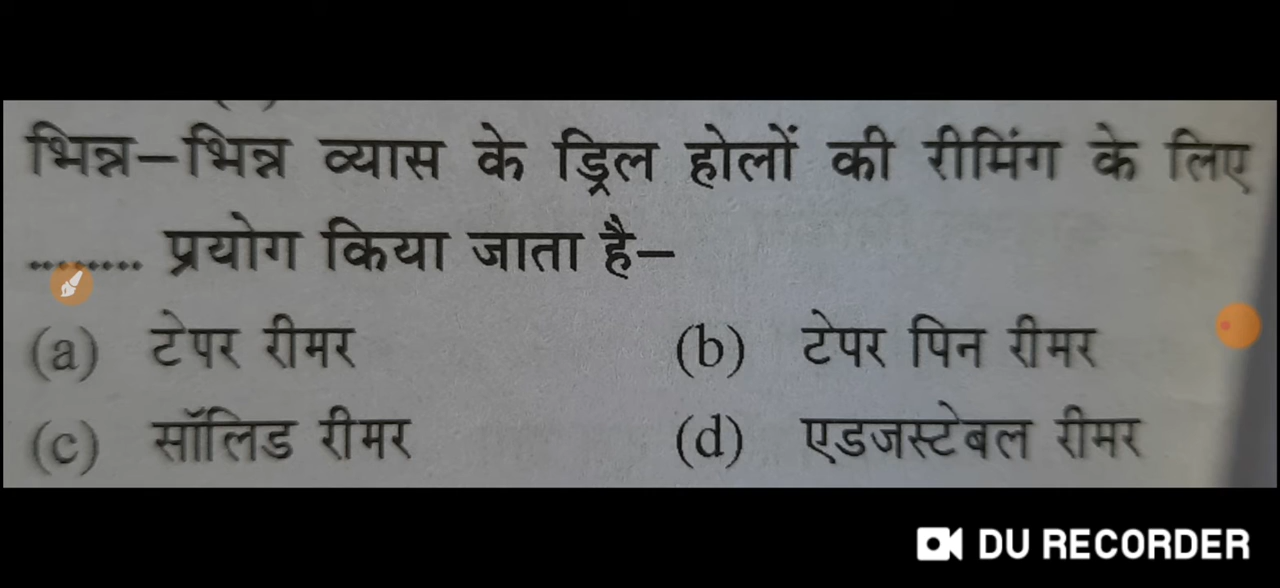 भिन्न–भिन्न व्यास के ड्रिल होलों की रीमिंग के लिए
......... प्रयोग किया जाता है–
(a) टेपर रीमर (b) टेपर पिन रीमर
(c) सॉलिड रीमर (d) एडजस्टेबल रीमर
DU RECORDER